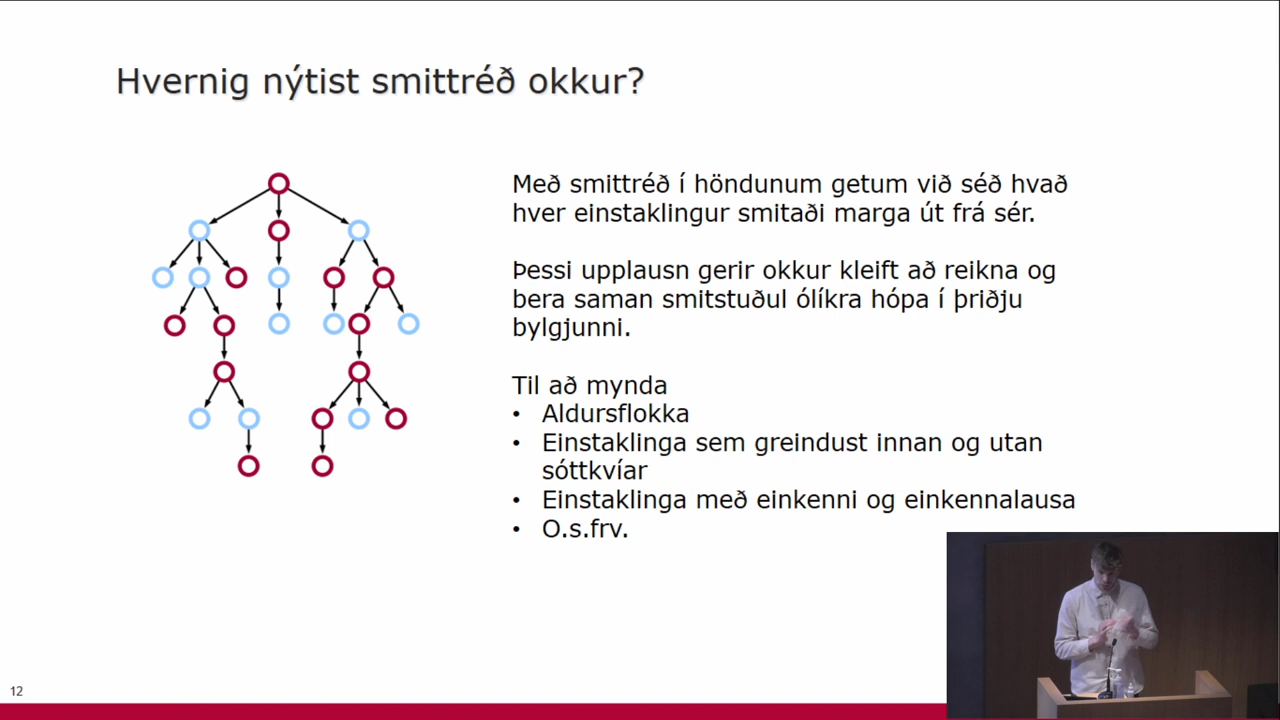 Hvernig nýtist smittréð okkur?
Með smittréð í höndunum getum við séð hvað
hver einstaklingur smitaði marga út frá sér.
Þessi upplausn gerir okkur kleift að reikna og
bera saman smitstuðul ólíkra hópa í þriðju
bylgjunni.
Til að mynda
• Aldursflokka
• Einstaklinga sem greindust innan og utan
sóttkvíar
• Einstaklinga með einkenni og einkennalausa
• O.s.frv.
12